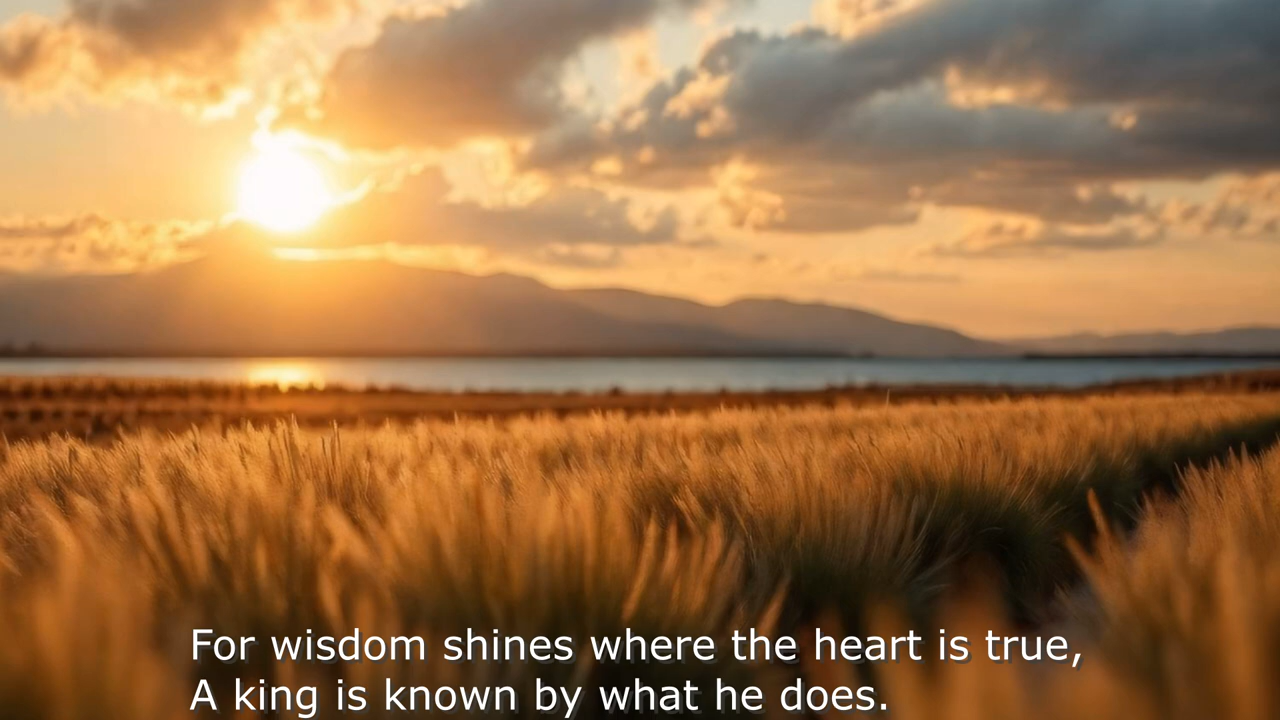 For wisdom shines where the heart is true,
A king is known by what he does.